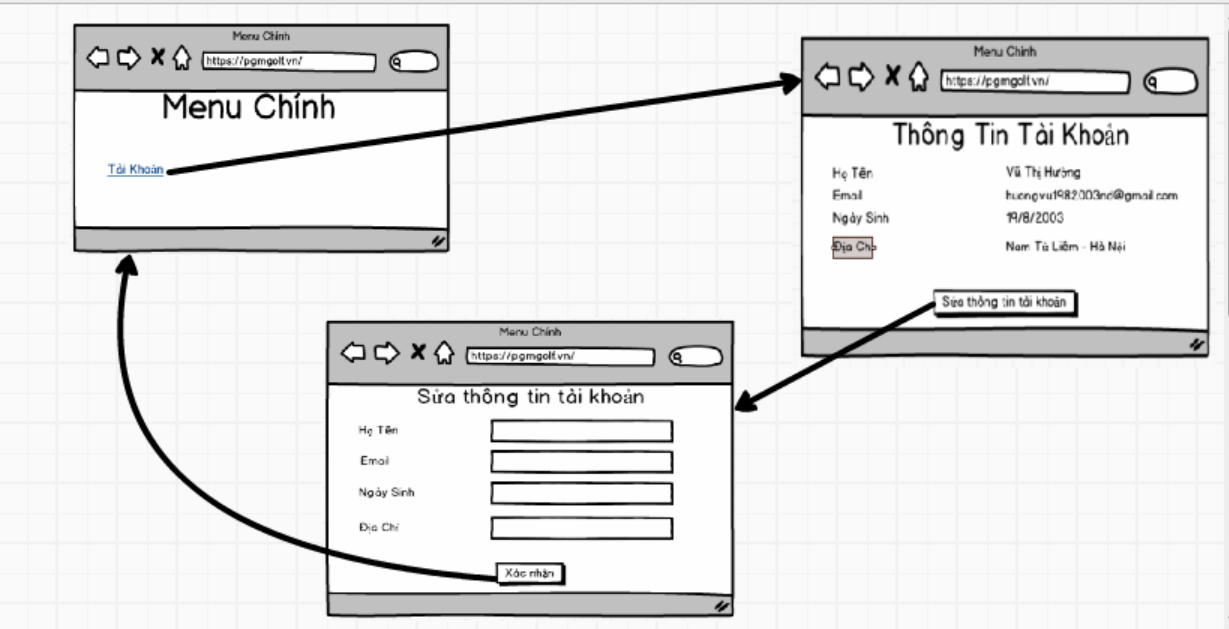 Menu Chính
https://pgmgolf.vn/
Menu Chính
Tài Khoản
Menu Chính
https://pgmgolf.vn/
Thông Tin Tài Khoản
Họ Tên Vũ Thị Hường
Email huongvu1982003nd@gmail.com
Ngày Sinh 19/8/2003
Địa Chỉ Nam Từ Liêm - Hà Nội
Sửa thông tin tài khoản
Menu Chính
https://pgmgolf.vn/
Sửa thông tin tài khoản
Họ Tên
Email
Ngày Sinh
Địa Chỉ
Xác nhận